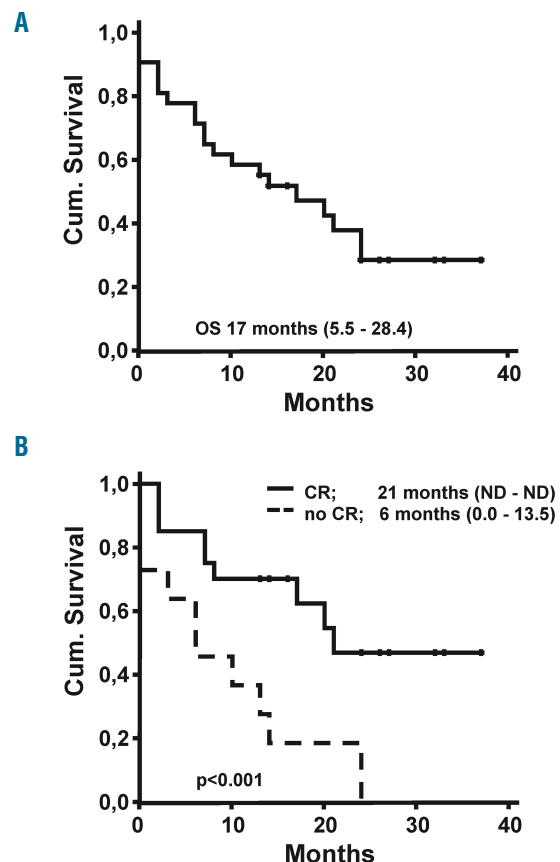 A
Cum. Survival
1,0
0,8
0,6
0,4
0,2
0,0
OS 17 months (5.5 - 28.4)
0 10 20 30 40
Months
B
Cum. Survival
1,0
0,8
0,6
0,4
0,2
0,0
CR; 21 months (ND - ND)
no CR; 6 months (0.0 - 13.5)
p<0.001
0 10 20 30 40
Months